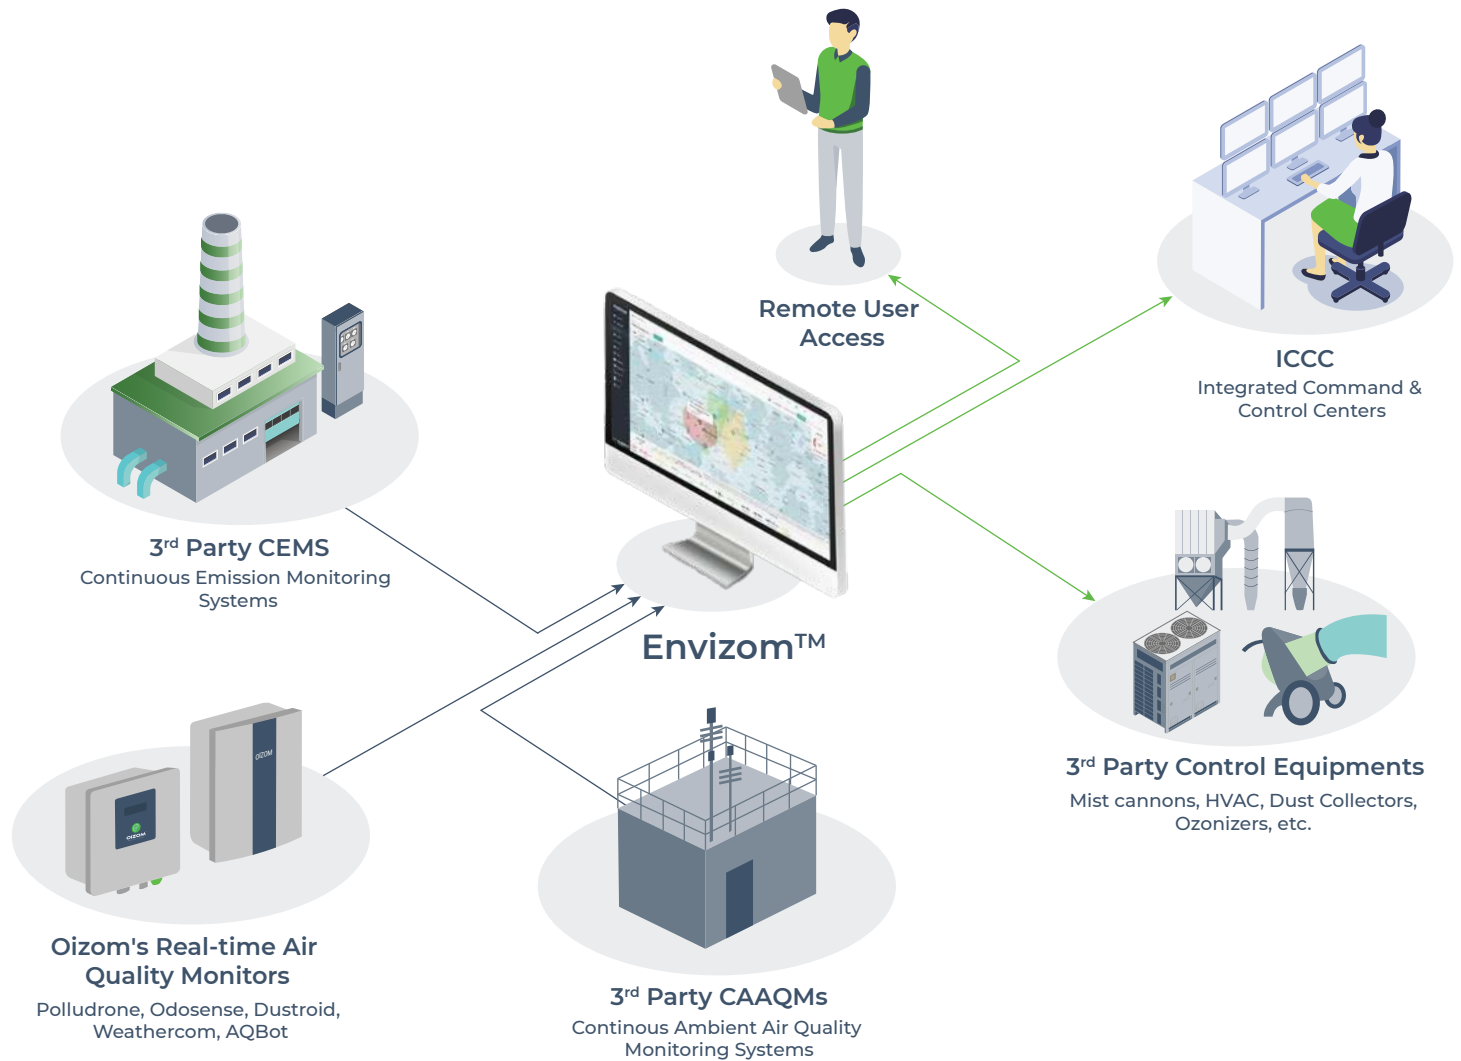 Remote User
Access
ICCC
Integrated Command &
Control Centers
3rd Party CEMS
Continuous Emission Monitoring
Systems
Envizom™
OIZOM
OIZOM
3rd Party Control Equipments
Mist cannons, HVAC, Dust Collectors,
Ozonizers, etc.
Oizom's Real-time Air
Quality Monitors
Polludrone, Odosense, Dustroid,
Weathercom, AQBot
3rd Party CAAQMs
Continous Ambient Air Quality
Monitoring Systems